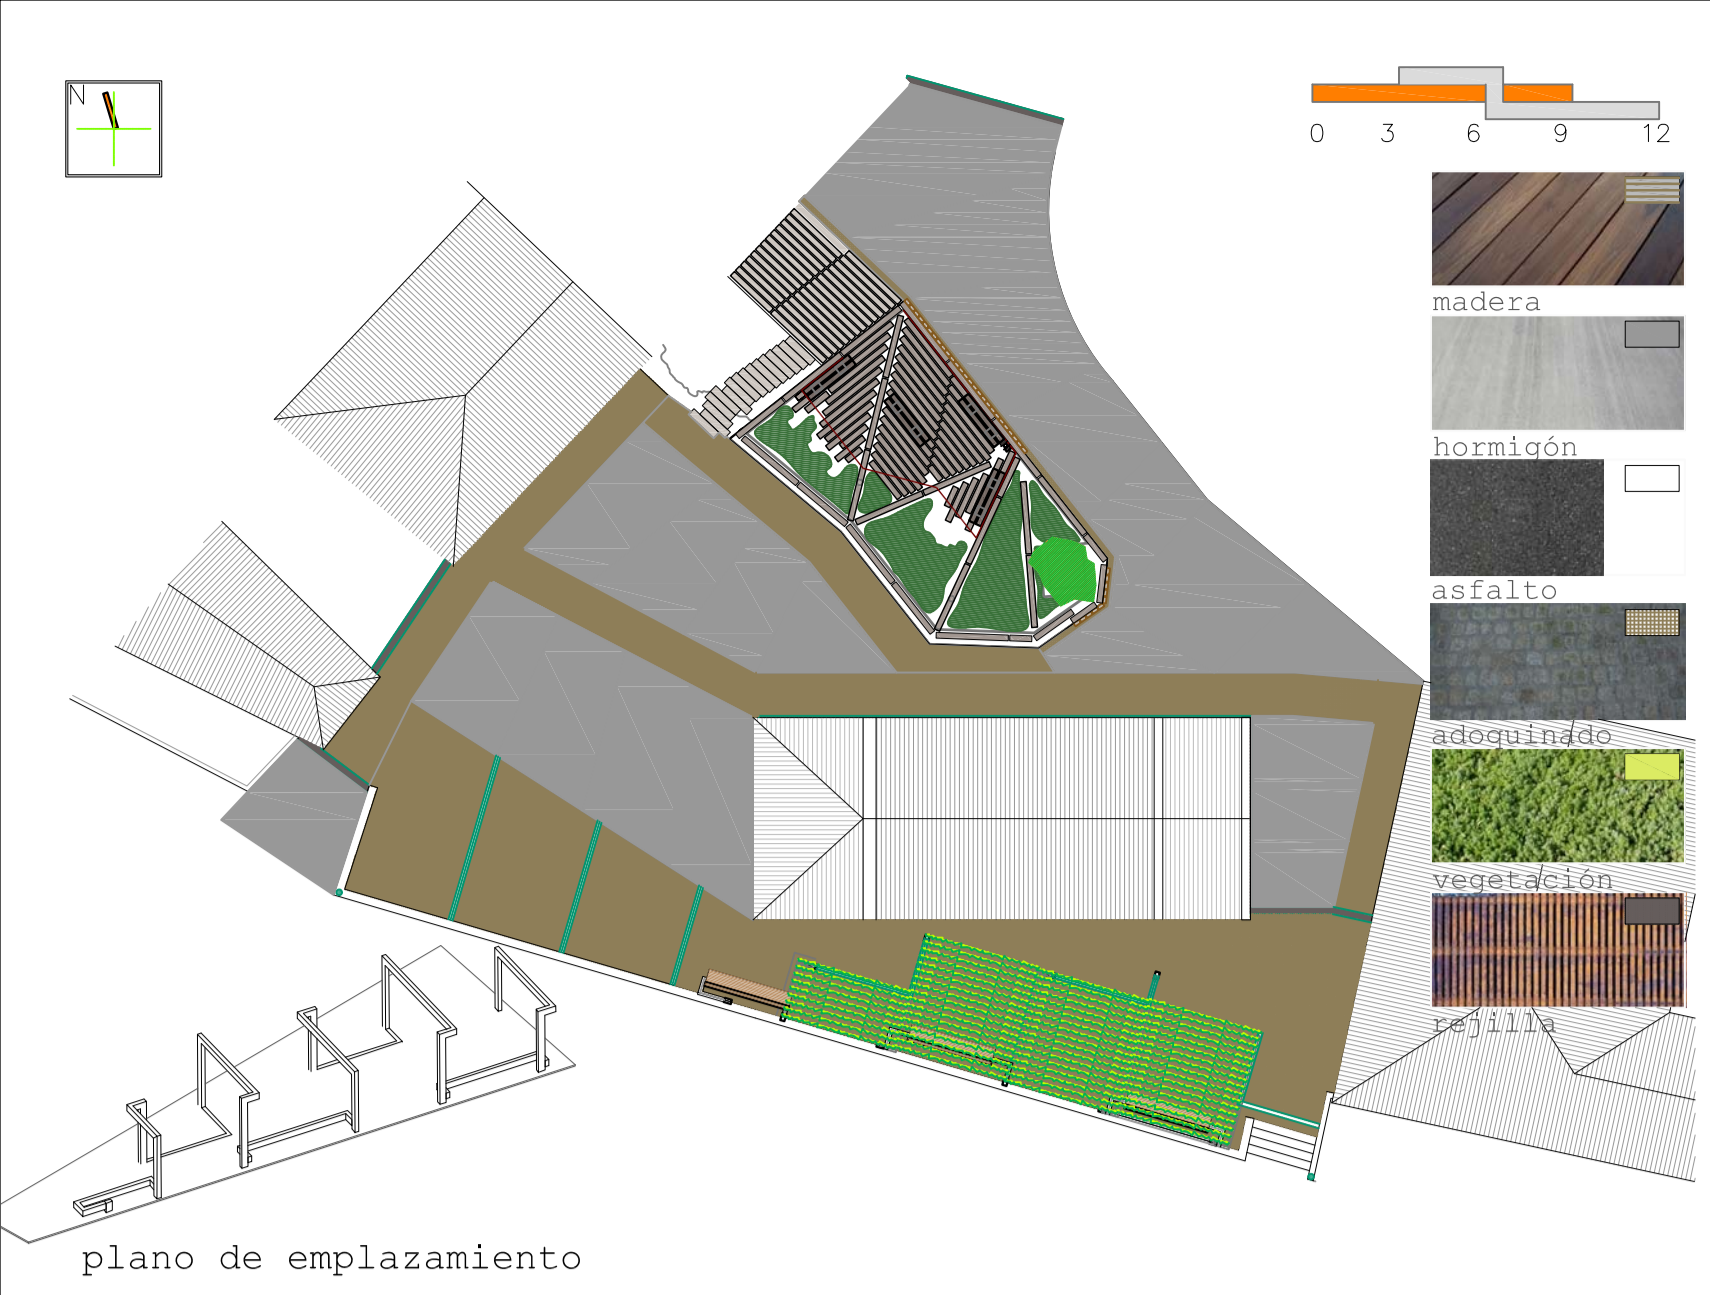 N
0 3 6 9 12
madera
hormigón
asfalto
adoquinado
vegetación
rejilla
plano de emplazamiento